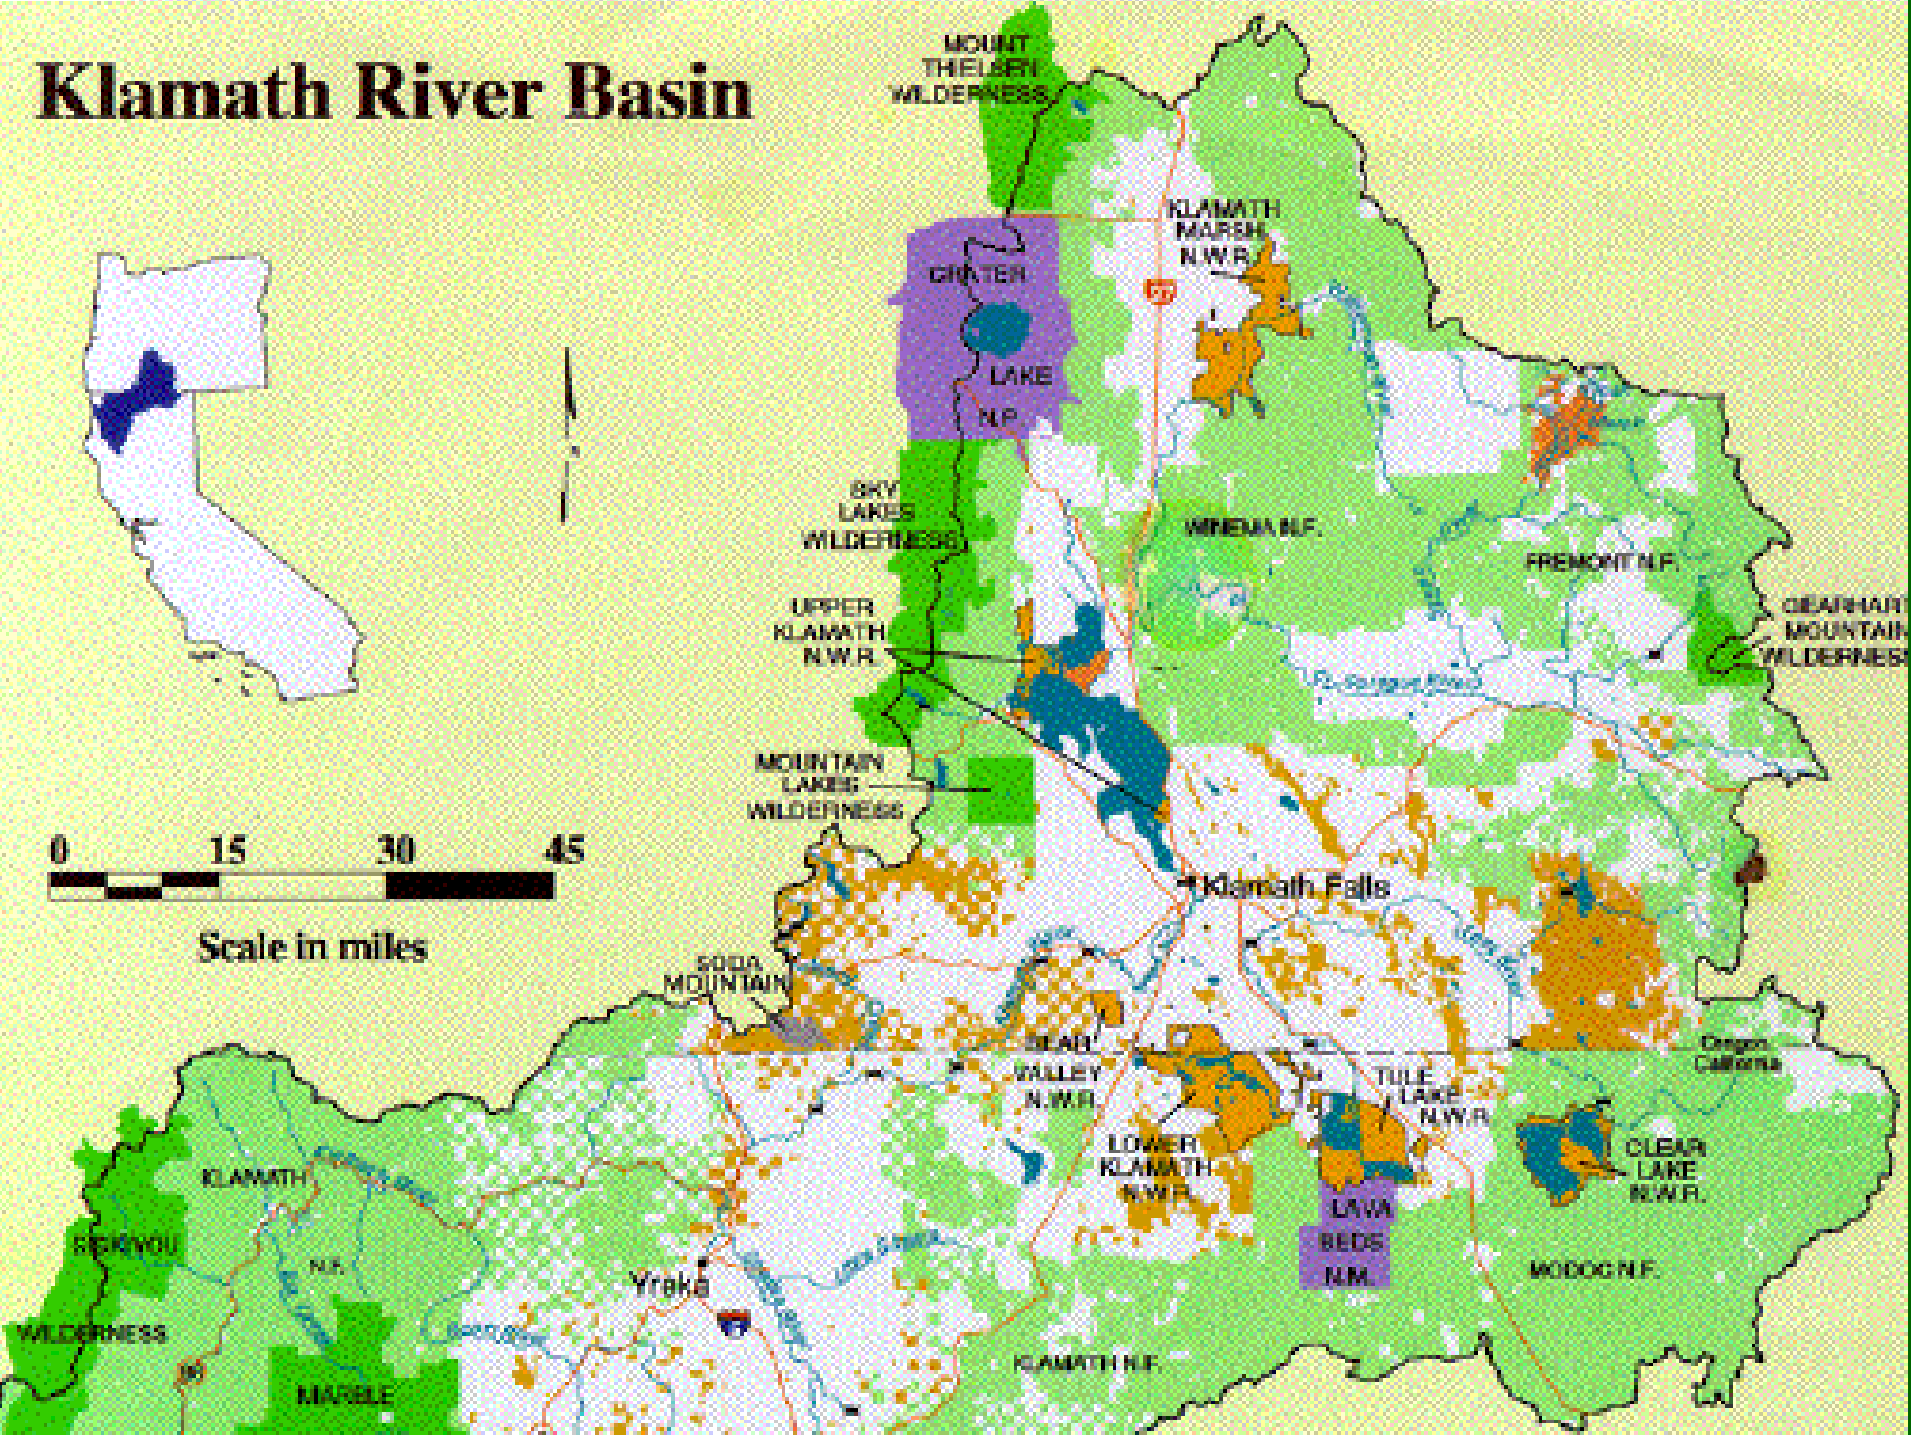 Klamath River Basin
MOUNT
THIELSEN
WILDERNESS
KLAMATH
MARSH
N.W.R.
CRATER
LAKE
N.P.
97
SKY
LAKES
WILDERNESS
WINEMA N.F.
FREMONT N.F.
UPPER
KLAMATH
N.W.R.
GEARHART
MOUNTAIN
WILDERNESS
MOUNTAIN
LAKES
WILDERNESS
0 15 30 45
Scale in miles
Klamath Falls
SODA
MOUNTAIN
BEAR
VALLEY
N.W.R.
Oregon
California
TULE
LAKE
N.W.R.
LOWER
KLAMATH
N.W.R.
CLEAR
LAKE
N.W.R.
KLAMATH
N.F.
SISKIYOU
WILDERNESS
LAVA
BEDS
N.M.
MODOC N.F.
Yreka
96
MARBLE
KLAMATH N.F.